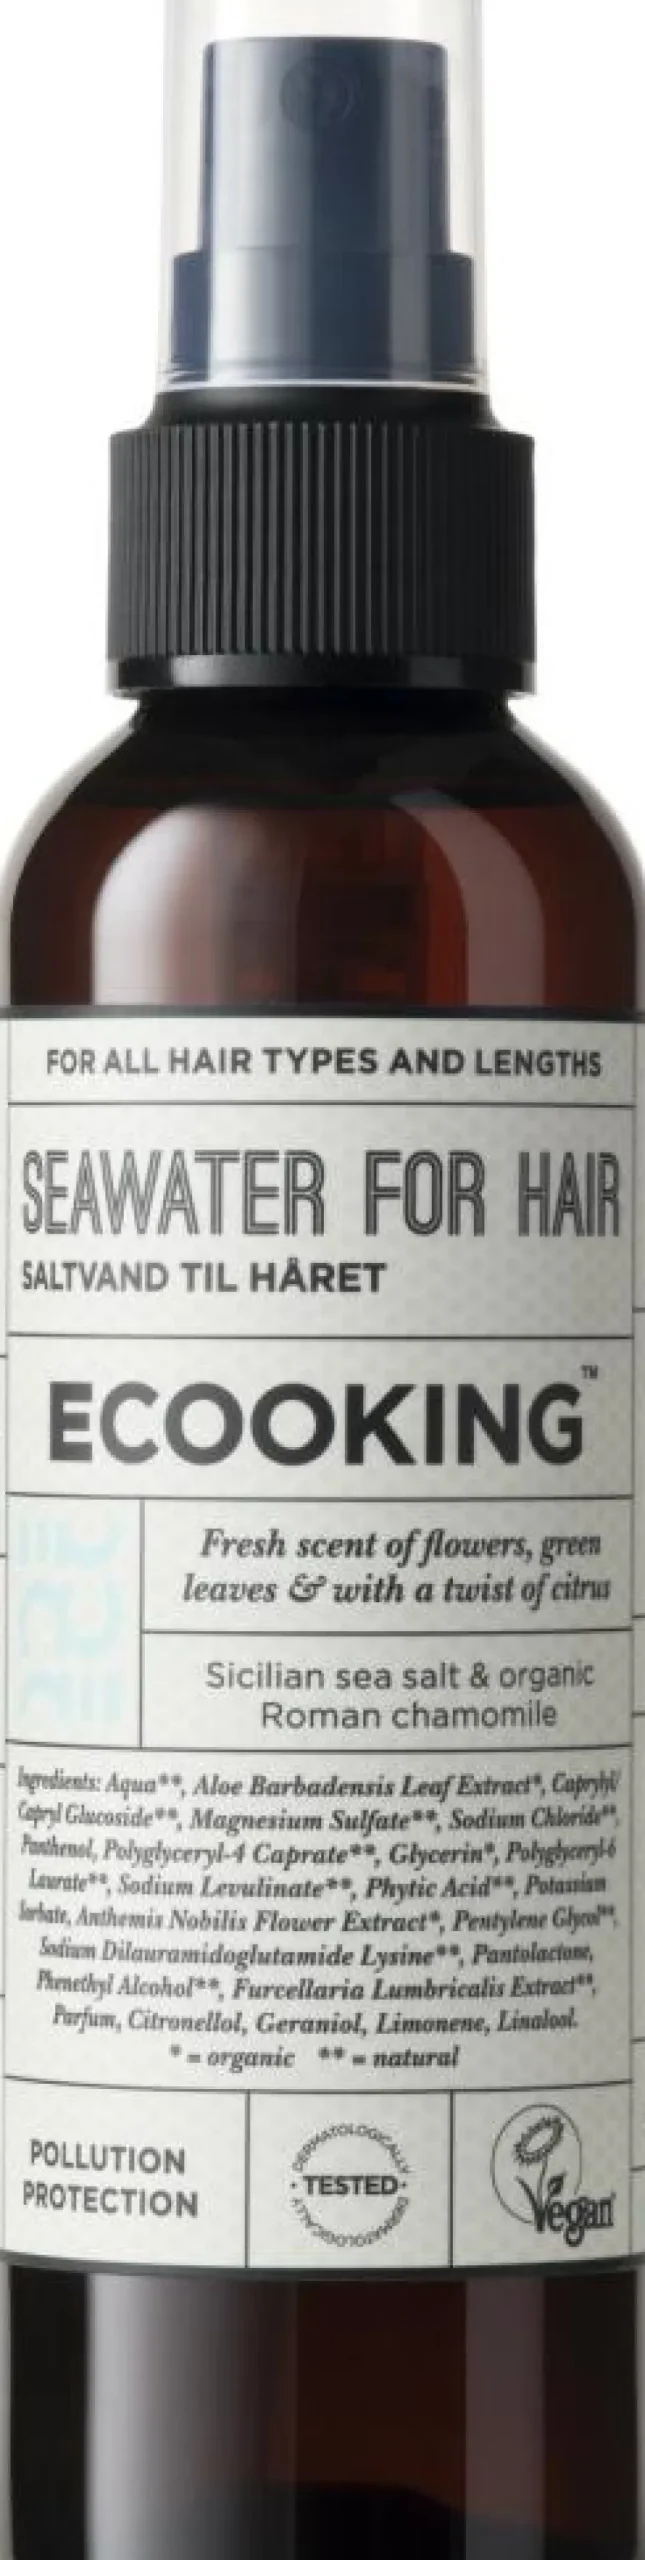 FOR ALL HAIR TYPES AND LENGTHS
SEAWATER FOR HAIR
SALTVAND TIL HÅRET
ECOOKING™
Fresh scent of flowers, green
leaves & with a twist of citrus
Sicilian sea salt & organic
Roman chamomile
Ingredients: Aqua**, Aloe Barbadensis Leaf Extract*, Caprylyl/
Capryl Glucoside**, Magnesium Sulfate**, Sodium Chloride**,
Panthenol, Polyglyceryl-4 Caprate**, Glycerin*, Polyglyceryl-6
Laurate**, Sodium Levulinate**, Phytic Acid**, Potassium
Sorbate, Anthemis Nobilis Flower Extract*, Pentylene Glycol**,
Sodium Dilauramidoglutamide Lysine**, Pantolactone,
Phenethyl Alcohol**, Furcellaria Lumbricalis Extract**,
Parfum, Citronellol, Geraniol, Limonene, Linalool.
* = organic ** = natural
POLLUTION
PROTECTION
DERMATOLOGICALLY
TESTED
DERMATOLOGICALLY
Vegan